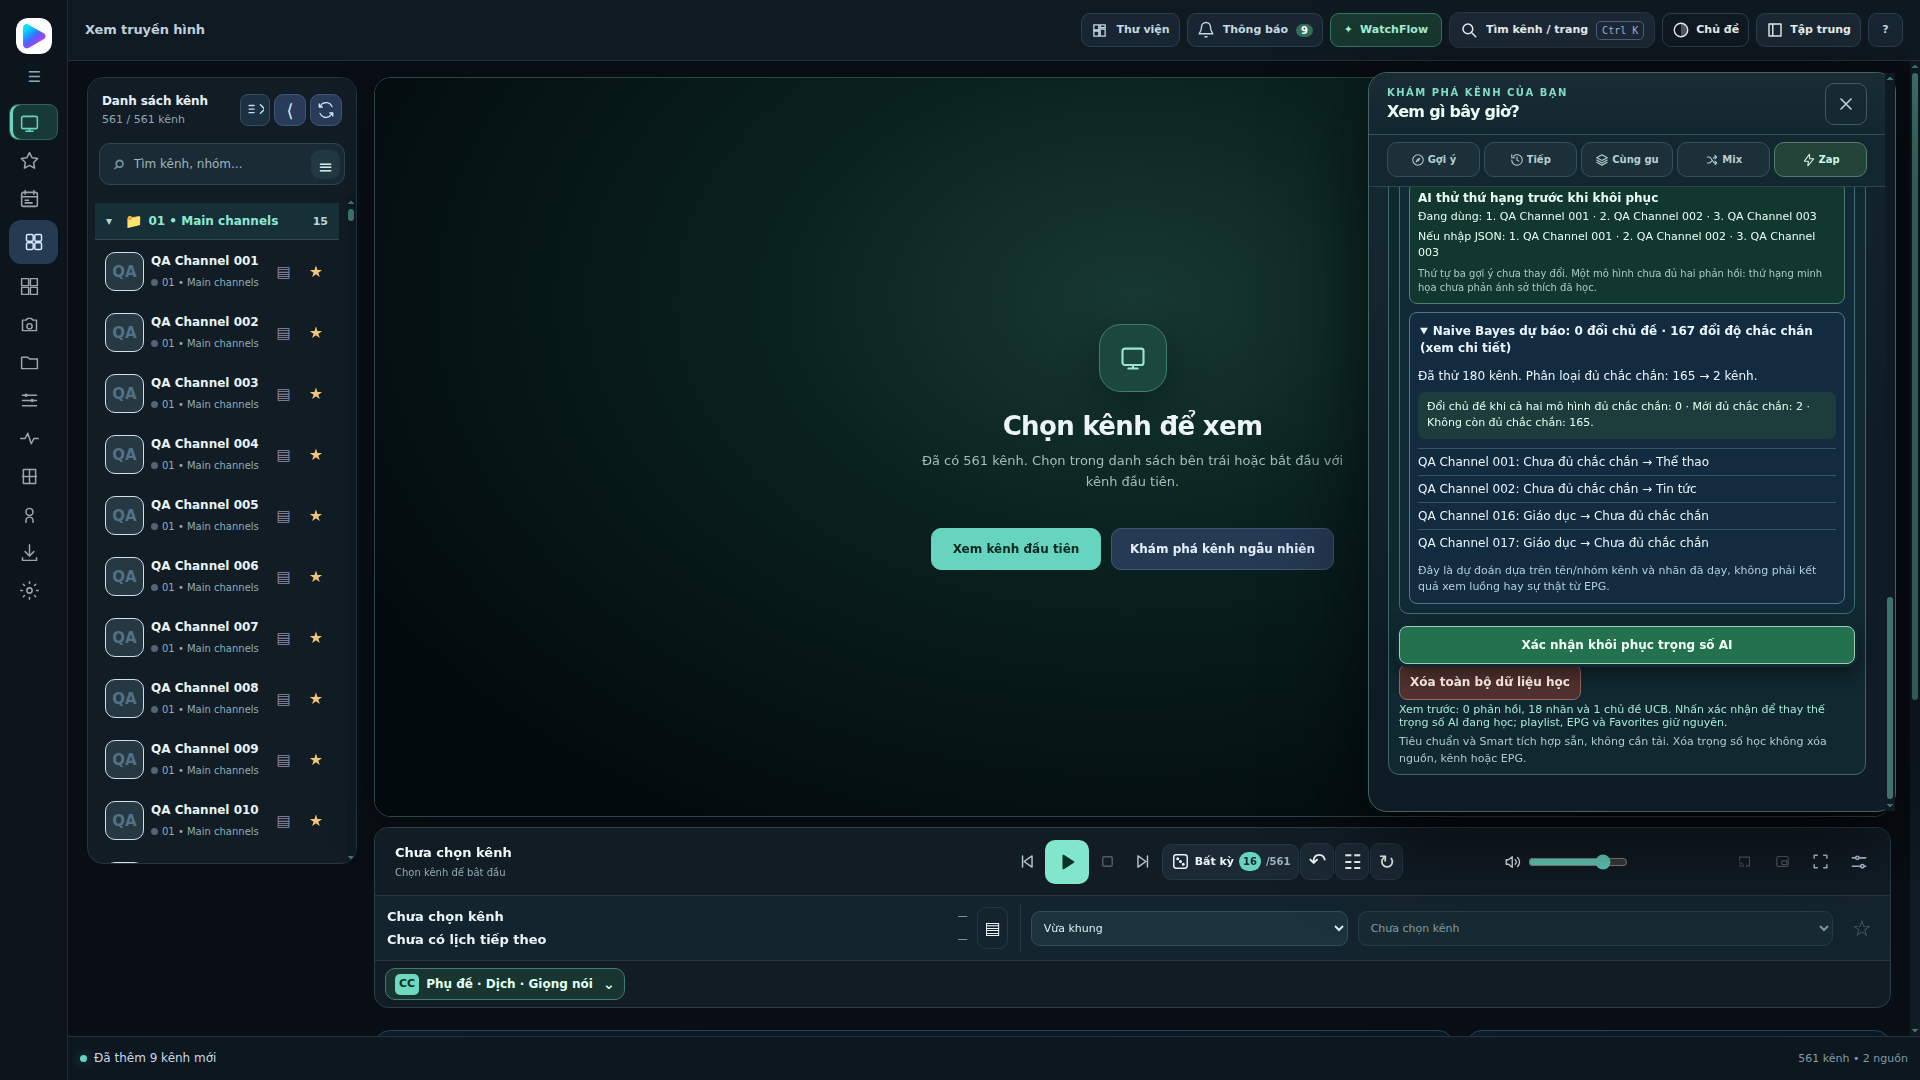 Xem truyền hình
Thư viện
Thông báo 9
WatchFlow
Tìm kênh / trang Ctrl K
Chủ đề
Tập trung
?
Danh sách kênh
561 / 561 kênh
Tìm kênh, nhóm...
01 • Main channels 15
QA QA Channel 001
01 • Main channels
QA QA Channel 002
01 • Main channels
QA QA Channel 003
01 • Main channels
QA QA Channel 004
01 • Main channels
QA QA Channel 005
01 • Main channels
QA QA Channel 006
01 • Main channels
QA QA Channel 007
01 • Main channels
QA QA Channel 008
01 • Main channels
QA QA Channel 009
01 • Main channels
QA QA Channel 010
01 • Main channels
Chọn kênh để xem
Đã có 561 kênh. Chọn trong danh sách bên trái hoặc bắt đầu với
kênh đầu tiên.
Xem kênh đầu tiên
Khám phá kênh ngẫu nhiên
KHÁM PHÁ KÊNH CỦA BẠN
Xem gì bây giờ?
Gợi ý
Tiếp
Cùng gu
Mix
Zap
AI thử thứ hạng trước khi khôi phục
Đang dùng: 1. QA Channel 001 · 2. QA Channel 002 · 3. QA Channel 003
Nếu nhập JSON: 1. QA Channel 001 · 2. QA Channel 002 · 3. QA Channel
003
Thứ tự ba gợi ý chưa thay đổi. Một mô hình chưa đủ hai phản hồi: thứ hạng minh
họa chưa phản ánh sở thích đã học.
▼ Naive Bayes dự báo: 0 đổi chủ đề · 167 đổi độ chắc chắn
(xem chi tiết)
Đã thử 180 kênh. Phân loại đủ chắc chắn: 165 → 2 kênh.
Đổi chủ đề khi cả hai mô hình đủ chắc chắn: 0 · Mới đủ chắc chắn: 2 ·
Không còn đủ chắc chắn: 165.
QA Channel 001: Chưa đủ chắc chắn → Thể thao
QA Channel 002: Chưa đủ chắc chắn → Tin tức
QA Channel 016: Giáo dục → Chưa đủ chắc chắn
QA Channel 017: Giáo dục → Chưa đủ chắc chắn
Đây là dự đoán dựa trên tên/nhóm kênh và nhãn đã dạy, không phải kết
quả xem luồng hay sự thật từ EPG.
Xác nhận khôi phục trọng số AI
Xóa toàn bộ dữ liệu học
Xem trước: 0 phản hồi, 18 nhãn và 1 chủ đề UCB. Nhấn xác nhận để thay thế
trọng số AI đang học; playlist, EPG và Favorites giữ nguyên.
Tiêu chuẩn và Smart tích hợp sẵn, không cần tải. Xóa trọng số học không xóa
nguồn, kênh hoặc EPG.
Chưa chọn kênh
Chọn kênh để bắt đầu
Bất kỳ 16 /561
Chưa chọn kênh —
Chưa có lịch tiếp theo —
Vừa khung
Chưa chọn kênh
CC Phụ đề · Dịch · Giọng nói
Đã thêm 9 kênh mới
561 kênh • 2 nguồn